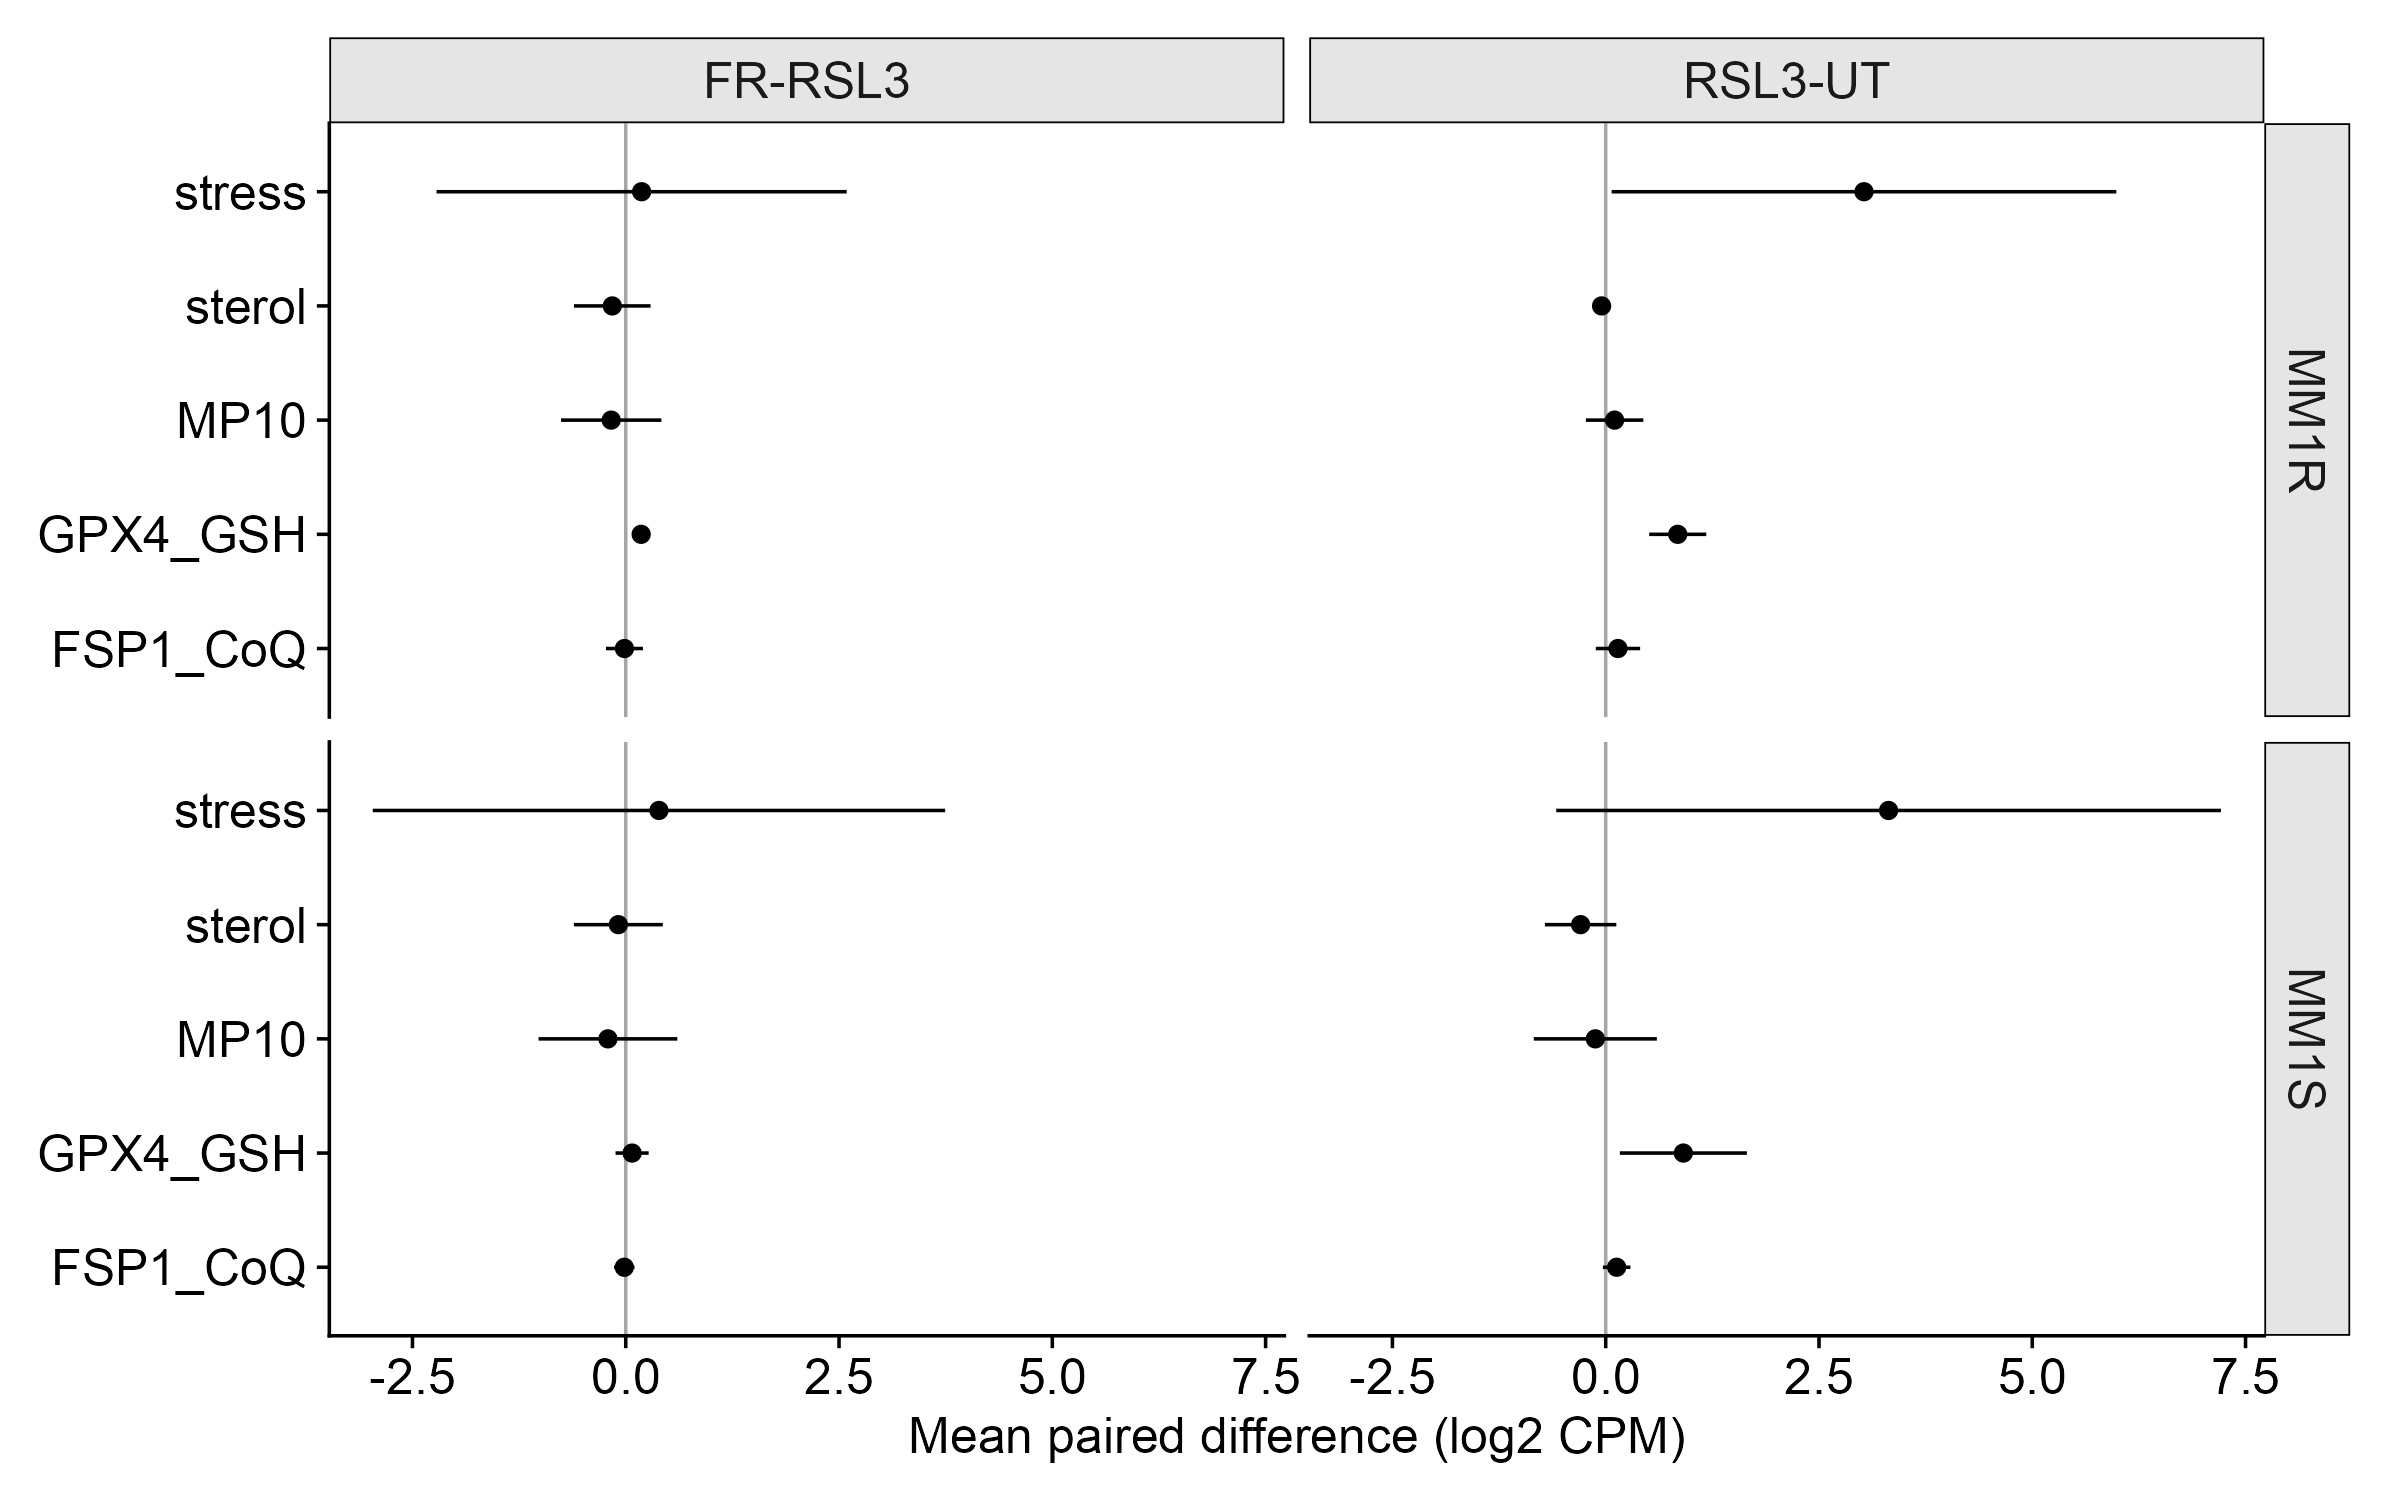 FR-RSL3
RSL3-UT
stress
sterol
MP10
GPX4_GSH
FSP1_CoQ
MM1R
stress
sterol
MP10
GPX4_GSH
FSP1_CoQ
MM1S
-2.5 0.0 2.5 5.0 7.5 -2.5 0.0 2.5 5.0 7.5
Mean paired difference (log2 CPM)